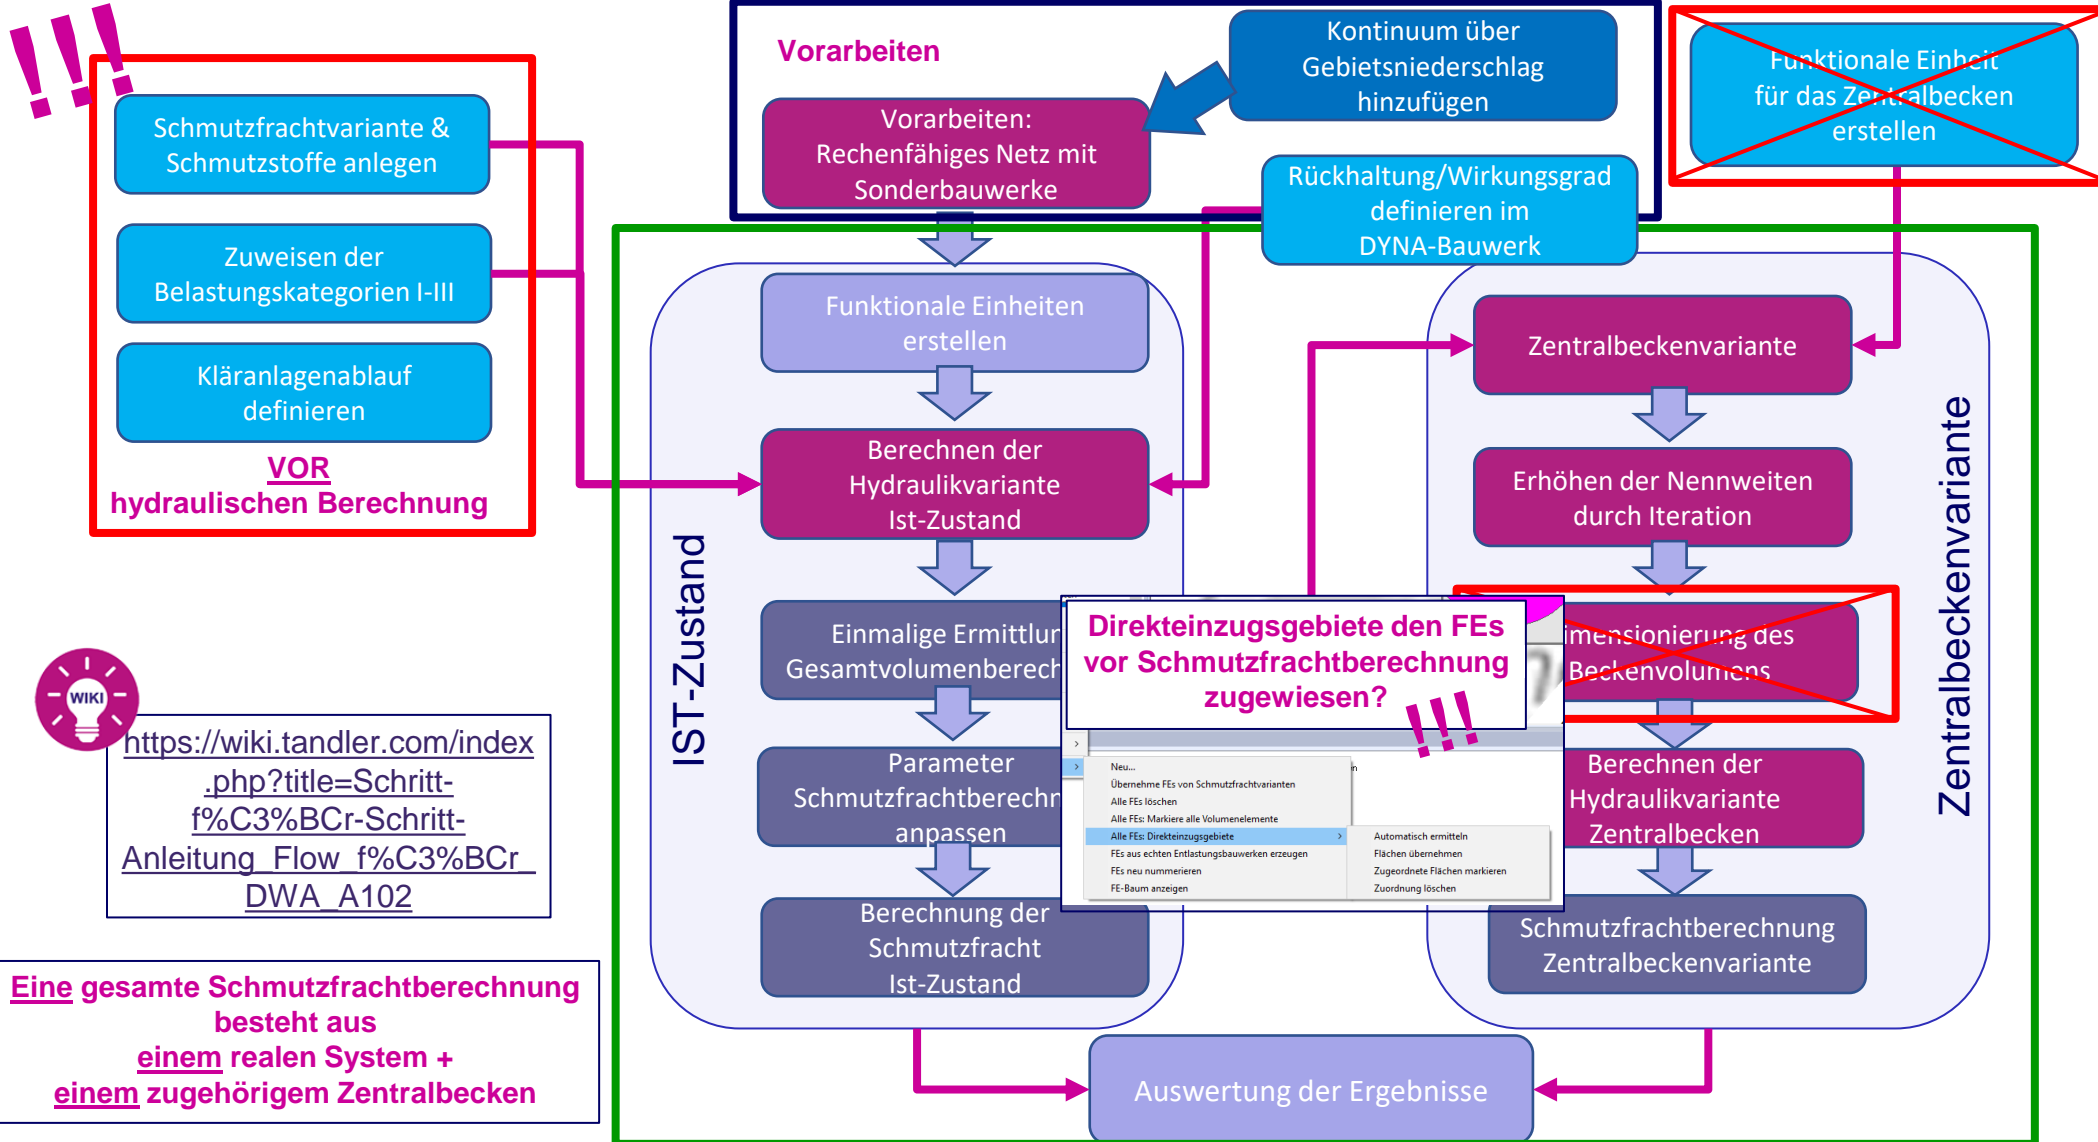 !!!
Schmutzfrachtvariante &
Schmutzstoffe anlegen
Zuweisen der
Belastungskategorien I-III
Kläranlagenablauf
definieren
VOR
hydraulischen Berechnung
Vorarbeiten
Kontinuum über
Gebietsniederschlag
hinzufügen
Vorarbeiten:
Rechenfähiges Netz mit
Sonderbauwerke
Rückhaltung/Wirkungsgrad
definieren im
DYNA-Bauwerk
Funktionale Einheit
für das Zentralbecken
erstellen
IST-Zustand
Funktionale Einheiten
erstellen
Berechnen der
Hydraulikvariante
Ist-Zustand
Einmalige Ermittlun
Gesamtvolumenberech
Parameter
Schmutzfrachtberechn
anpassen
Berechnung der
Schmutzfracht
Ist-Zustand
Direkteinzugsgebiete den FEs
vor Schmutzfrachtberechnung
zugewiesen?
!!!
Neu...
Übernehme FEs von Schmutzfrachtvarianten
Alle FEs löschen
Alle FEs: Markiere alle Volumenelemente
Alle FEs: Direkteinzugsgebiete
FEs aus echten Entlastungsbauwerken erzeugen
FEs neu nummerieren
FE-Baum anzeigen
Automatisch ermitteln
Flächen übernehmen
Zugeordnete Flächen markieren
Zuordnung löschen
Zentralbeckenvariante
Zentralbeckenvariante
Erhöhen der Nennweiten
durch Iteration
imensionierung des
Beckenvolumens
Berechnen der
Hydraulikvariante
Zentralbecken
Schmutzfrachtberechnung
Zentralbeckenvariante
Auswertung der Ergebnisse
WIKI
https://wiki.tandler.com/index
.php?title=Schritt-
f%C3%BCr-Schritt-
Anleitung_Flow_f%C3%BCr_
DWA_A102
Eine gesamte Schmutzfrachtberechnung
besteht aus
einem realen System +
einem zugehörigem Zentralbecken